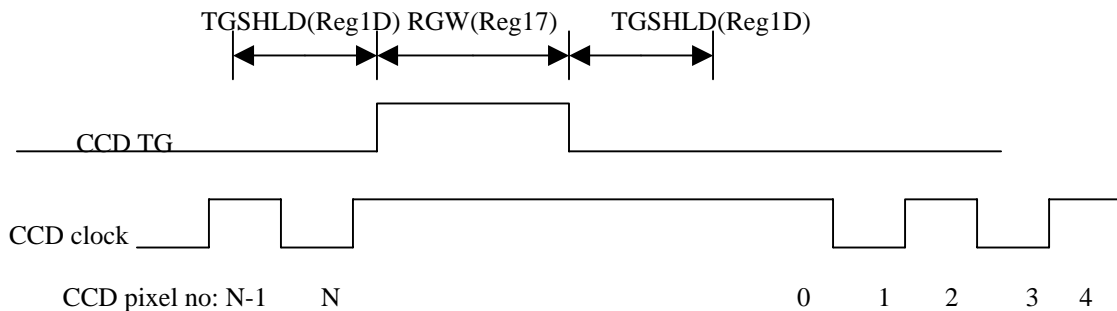 TGSHLD(Reg1D) RGW(Reg17) TGSHLD(Reg1D)
CCD TG
CCD clock
CCD pixel no: N-1 N 0 1 2 3 4